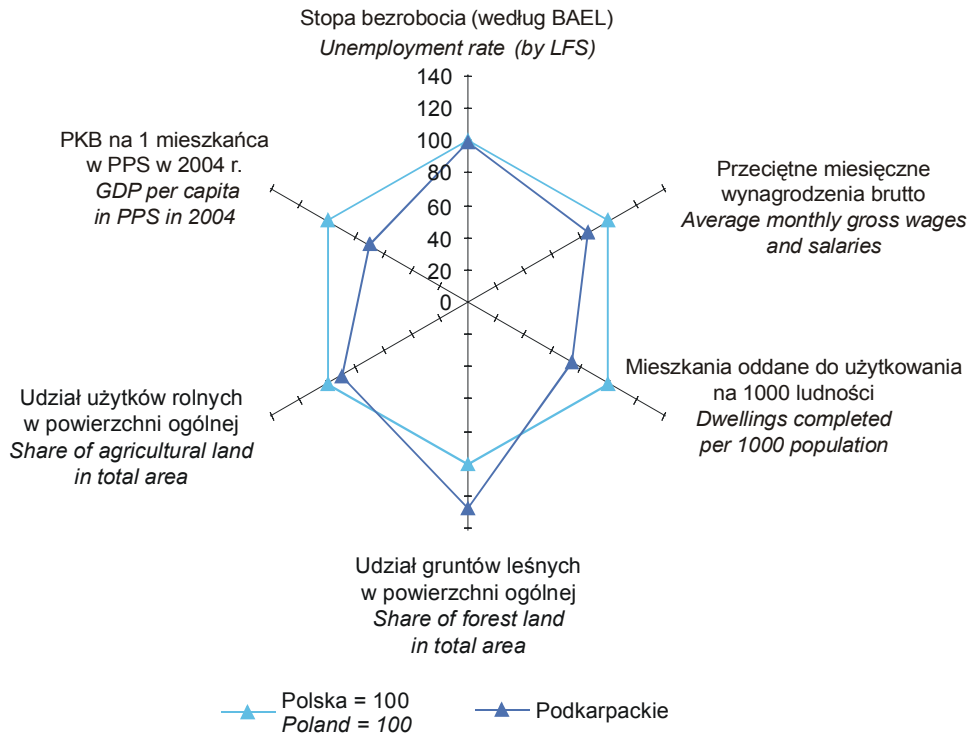 Stopa bezrobocia (według BAEL)
Unemployment rate (by LFS)
140
120
100
80
60
40
20
0
PKB na 1 mieszkańca
w PPS w 2004 r.
GDP per capita
in PPS in 2004
Przeciętne miesięczne
wynagrodzenia brutto
Average monthly gross wages
and salaries
Mieszkania oddane do użytkowania
na 1000 ludności
Dwellings completed
per 1000 population
Udział użytków rolnych
w powierzchni ogólnej
Share of agricultural land
in total area
Udział gruntów leśnych
w powierzchni ogólnej
Share of forest land
in total area
Polska = 100
Poland = 100
Podkarpackie